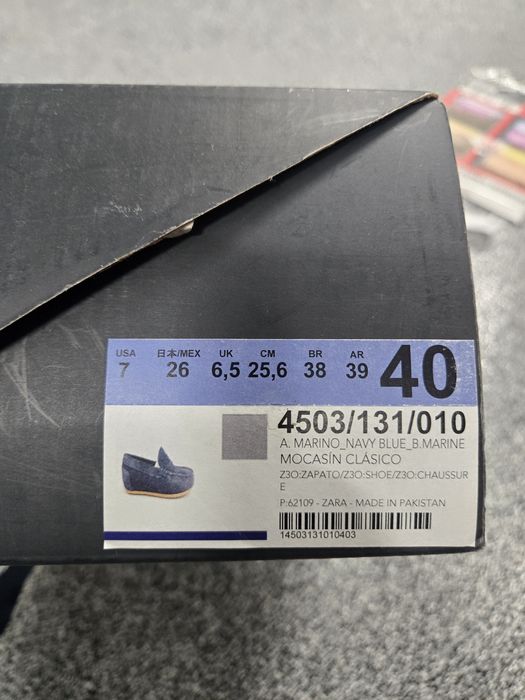 USA 日本/MEX UK CM BR AR
7 26 6,5 25,6 38 39 40
4503/131/010
A. MARINO_NAVY BLUE_B.MARINE
MOCASÍN CLÁSICO
Z3O:ZAPATO/Z3O:SHOE/Z3O:CHAUSSUR
E
P:62109 - ZARA - MADE IN PAKISTAN
14503131010403